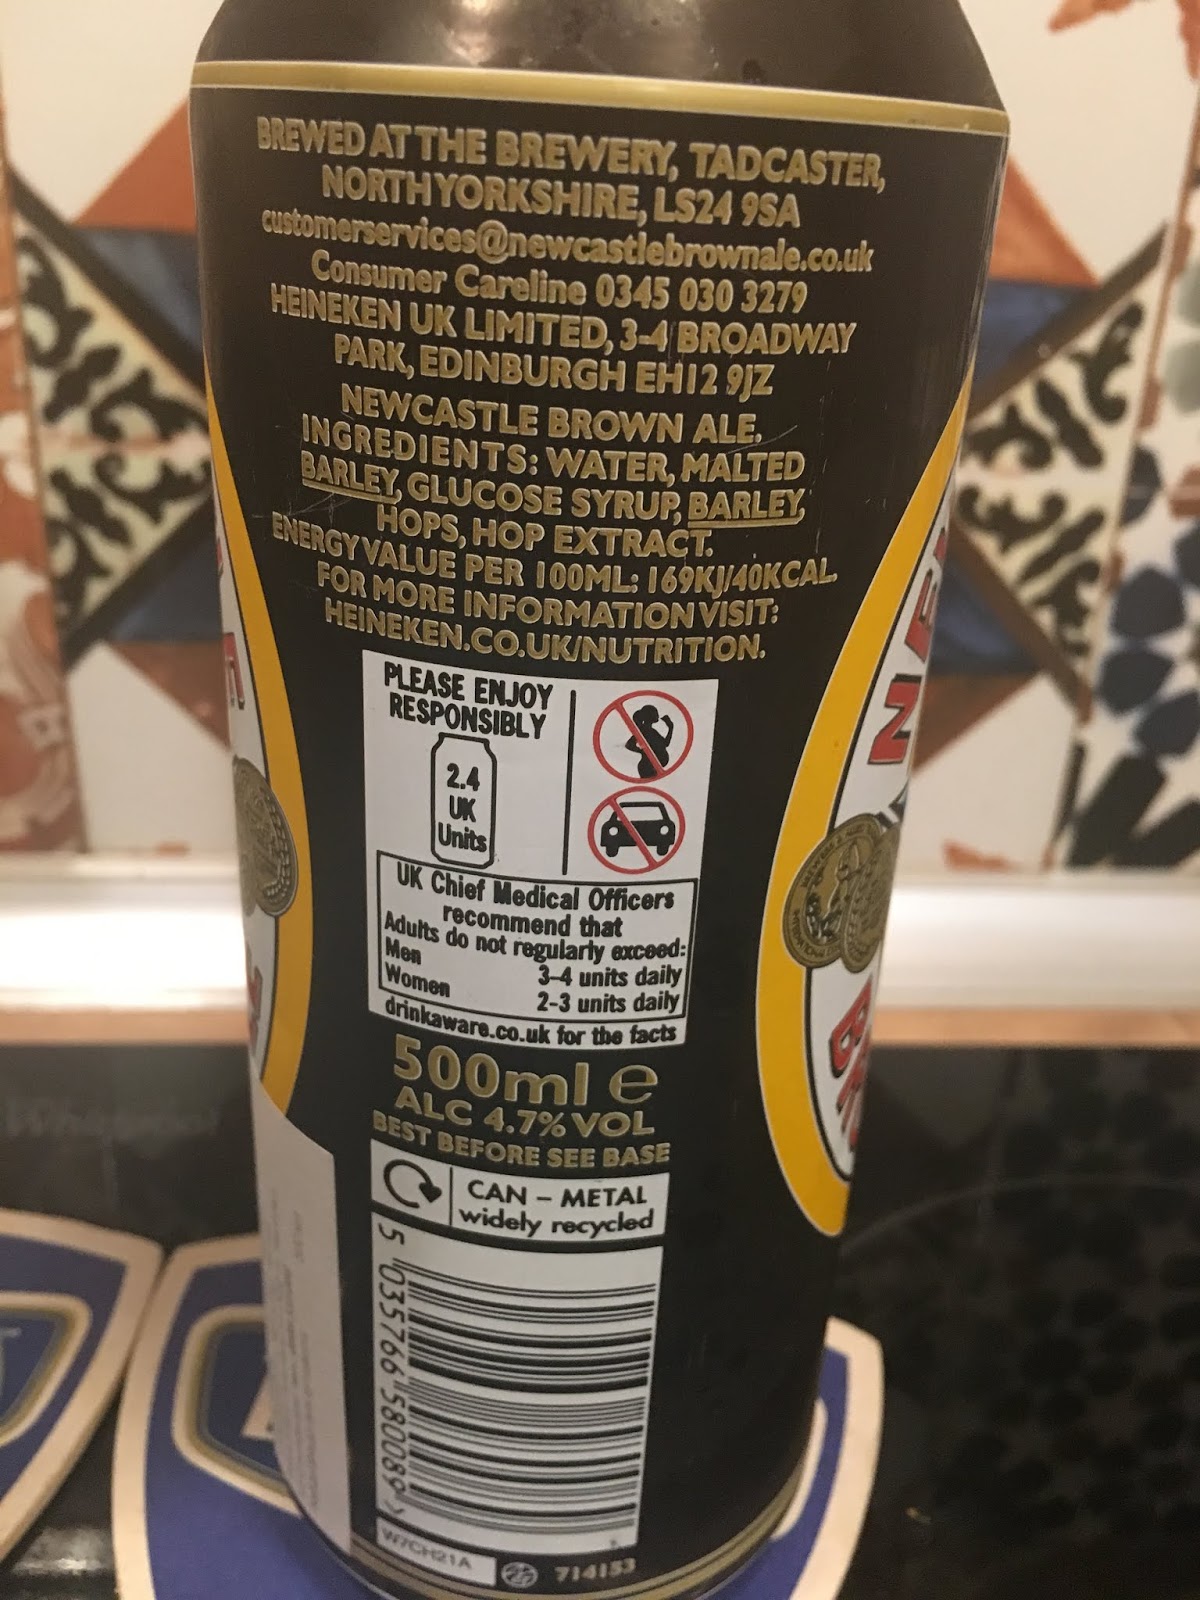 BREWED AT THE BREWERY, TADCASTER,
NORTH YORKSHIRE, LS24 9SA
customerservices@newcastlebrownale.co.uk
Consumer Careline 0345 030 3279
HEINEKEN UK LIMITED, 3-4 BROADWAY
PARK, EDINBURGH EH12 9JZ
NEWCASTLE BROWN ALE.
INGREDIENTS: WATER, MALTED
BARLEY, GLUCOSE SYRUP, BARLEY,
HOPS, HOP EXTRACT.
ENERGY VALUE PER 100ML: 169KJ/40KCAL.
FOR MORE INFORMATION VISIT:
HEINEKEN.CO.UK/NUTRITION.
PLEASE ENJOY
RESPONSIBLY
2.4
UK
Units
UK Chief Medical Officers
recommend that
Adults do not regularly exceed:
Men 3-4 units daily
Women 2-3 units daily
drinkaware.co.uk for the facts
500ml e
ALC 4.7% VOL
BEST BEFORE SEE BASE
CAN – METAL
widely recycled
5 035766 580089 >
W7CH21A
714153